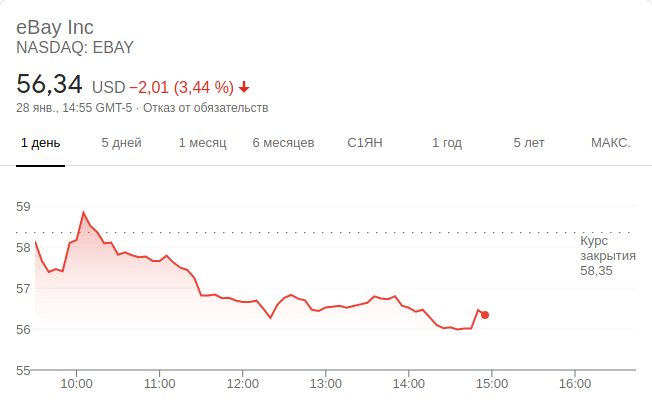 eBay Inc
NASDAQ: EBAY
56,34 USD −2,01 (3,44 %)
28 янв., 14:55 GMT-5 · Отказ от обязательств
1 день 5 дней 1 месяц 6 месяцев С1ЯН 1 год 5 лет МАКС.
59
58
57
56
55
Курс
закрытия
58,35
10:00 11:00 12:00 13:00 14:00 15:00 16:00